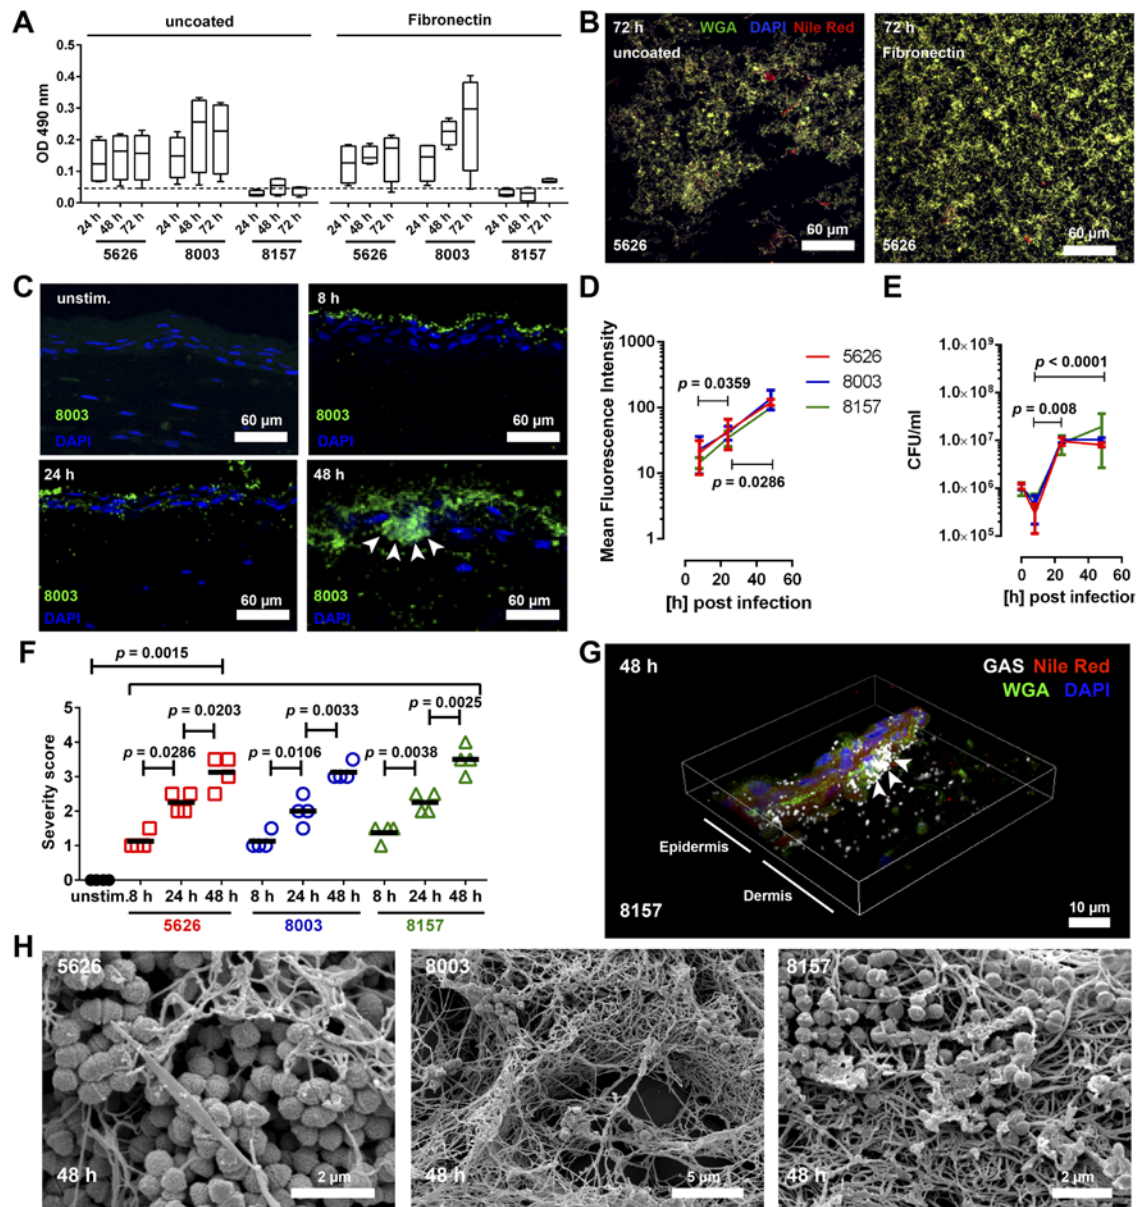 A
uncoated
Fibronectin
OD 490 nm
0.5
0.4
0.3
0.2
0.1
0.0
24 h 48 h 72 h 24 h 48 h 72 h 24 h 48 h 72 h 24 h 48 h 72 h 24 h 48 h 72 h 24 h 48 h 72 h
5626 8003 8157 5626 8003 8157
B
72 h WGA DAPI Nile Red
uncoated
5626 60 µm
72 h
Fibronectin
5626 60 µm
C
unstim.
8003
DAPI 60 µm
8 h
8003
DAPI 60 µm
24 h
8003
DAPI 60 µm
48 h
8003
DAPI 60 µm
D
Mean Fluorescence Intensity
1000
100
10
1
p = 0.0359
p = 0.0286
5626
8003
8157
0 20 40 60
[h] post infection
E
CFU/ml
1.0×10⁹
1.0×10⁸
1.0×10⁷
1.0×10⁶
1.0×10⁵
p < 0.0001
p = 0.008
0 20 40 60
[h] post infection
F
Severity score
5
4
3
2
1
0
p = 0.0015
p = 0.0203
p = 0.0286
p = 0.0033
p = 0.0106
p = 0.0025
p = 0.0038
unstim. 8 h 24 h 48 h 8 h 24 h 48 h 8 h 24 h 48 h
5626 8003 8157
G
48 h GAS Nile Red
WGA DAPI
Epidermis
Dermis
8157 10 µm
H
5626
48 h 2 µm
8003
48 h 5 µm
8157
48 h 2 µm